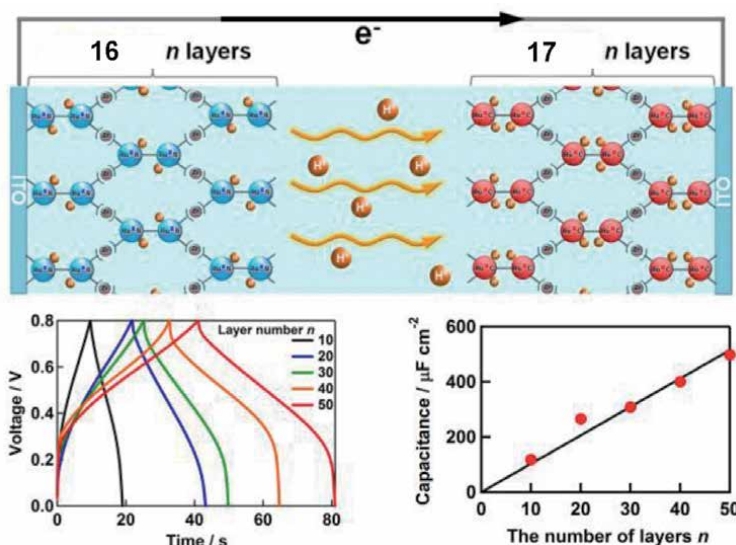 e⁻
16 n layers
17 n layers
ITO
H⁺
H⁺
H⁺
H⁺
H⁺
H⁺
H⁺
ITO
0.8
0.6
0.4
0.2
0.0
Voltage / V
Layer number n
10
20
30
40
50
0 20 40 60 80
Time / s
600
400
200
0
Capacitance / µF cm⁻²
0 10 20 30 40 50
The number of layers n